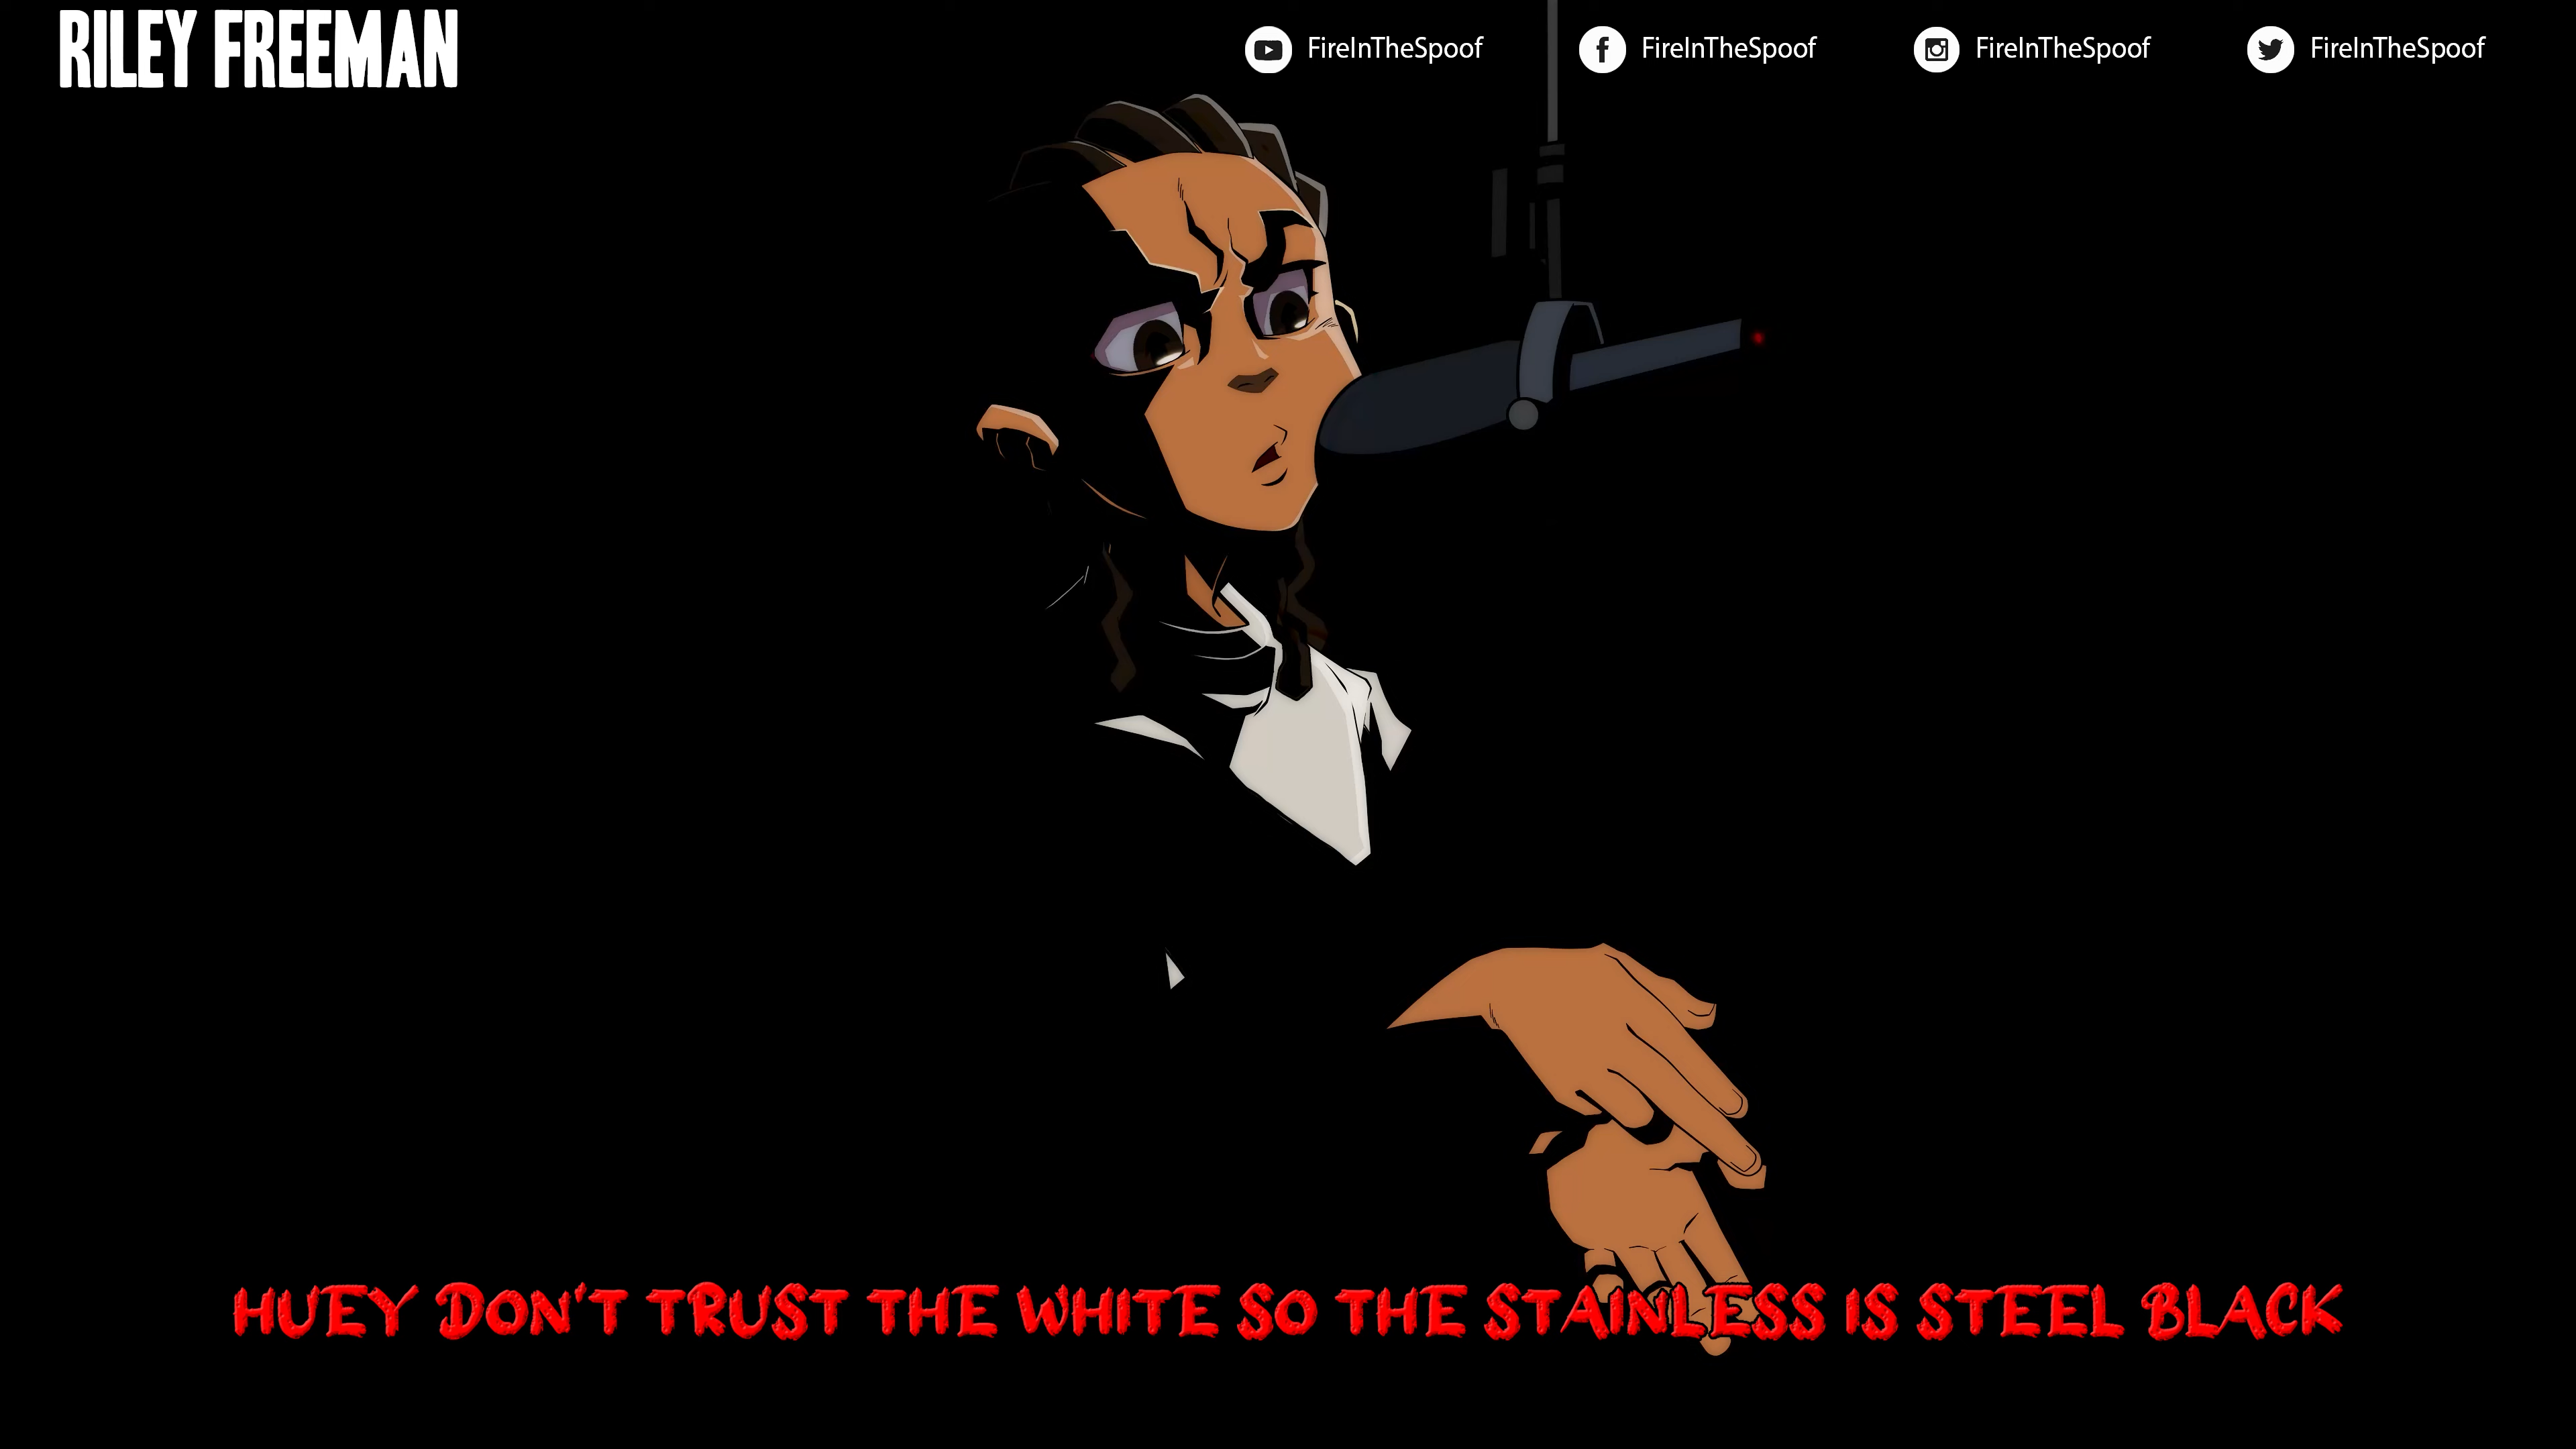 RILEY FREEMAN
FireInTheSpoof FireInTheSpoof FireInTheSpoof FireInTheSpoof
HUEY DON'T TRUST THE WHITE SO THE STAINLESS IS STEEL BLACK